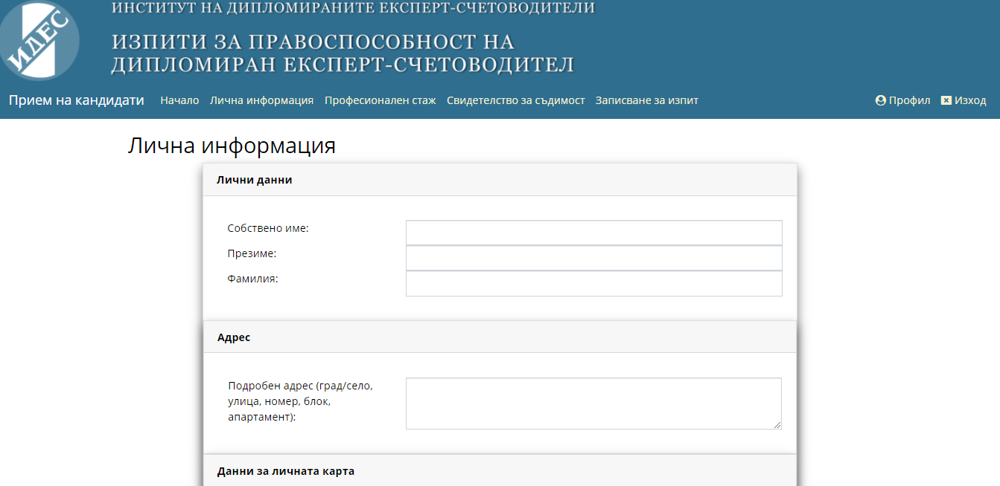 ИНСТИТУТ НА ДИПЛОМИРАНИТЕ ЕКСПЕРТ-СЧЕТОВОДИТЕЛИ
ИДЕС
ИЗПИТИ ЗА ПРАВОСПОСОБНОСТ НА
ДИПЛОМИРАН ЕКСПЕРТ-СЧЕТОВОДИТЕЛ
Прием на кандидати Начало Лична информация Професионален стаж Свидетелство за съдимост Записване за изпит Профил Изход
Лична информация
Лични данни
Собствено име:
Презиме:
Фамилия:
Адрес
Подробен адрес (град/село,
улица, номер, блок,
апартамент):
Данни за личната карта